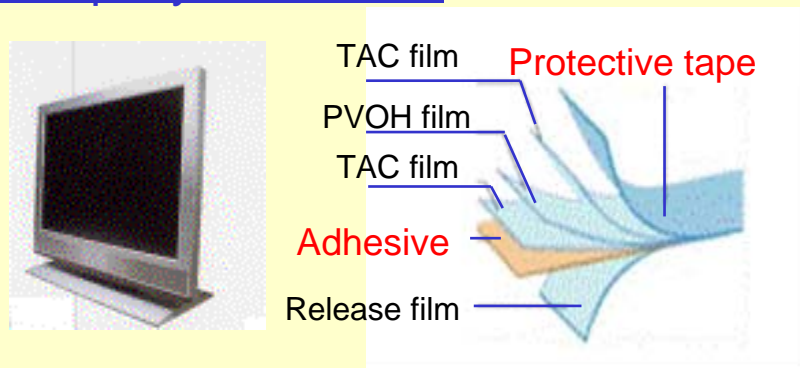 TAC film
Protective tape
PVOH film
TAC film
Adhesive
Release film